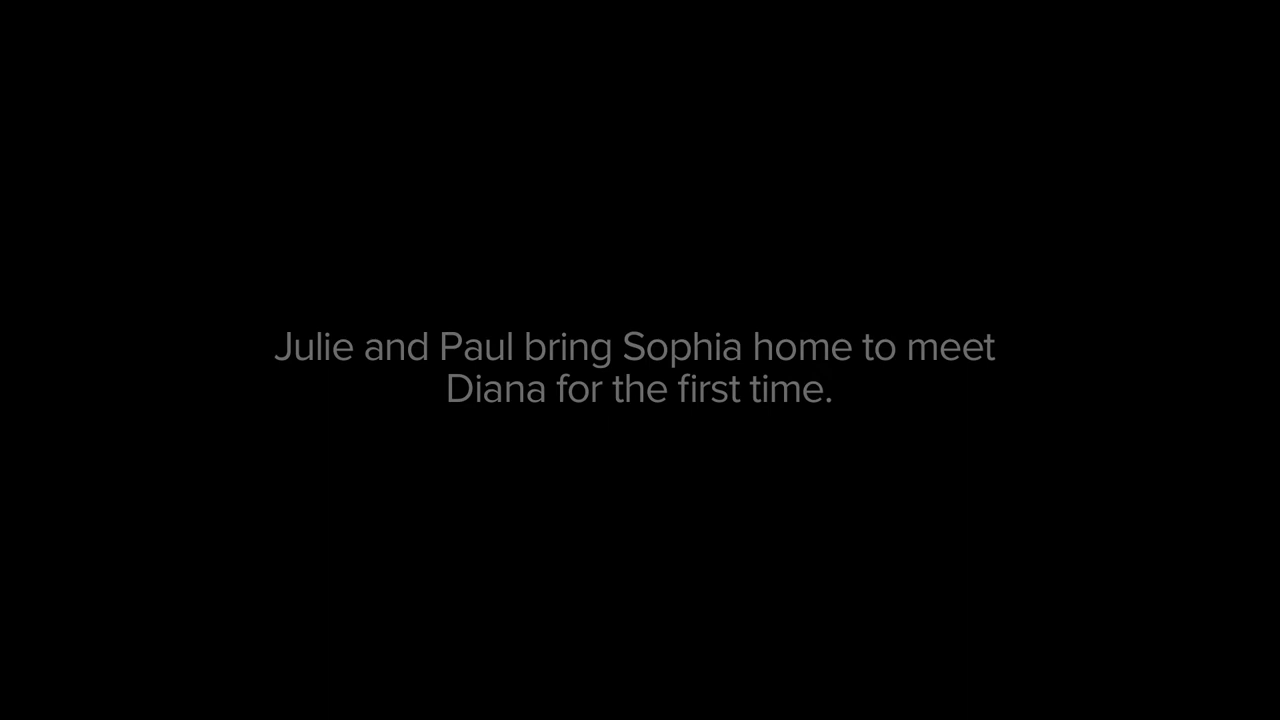 Julie and Paul bring Sophia home to meet
Diana for the first time.